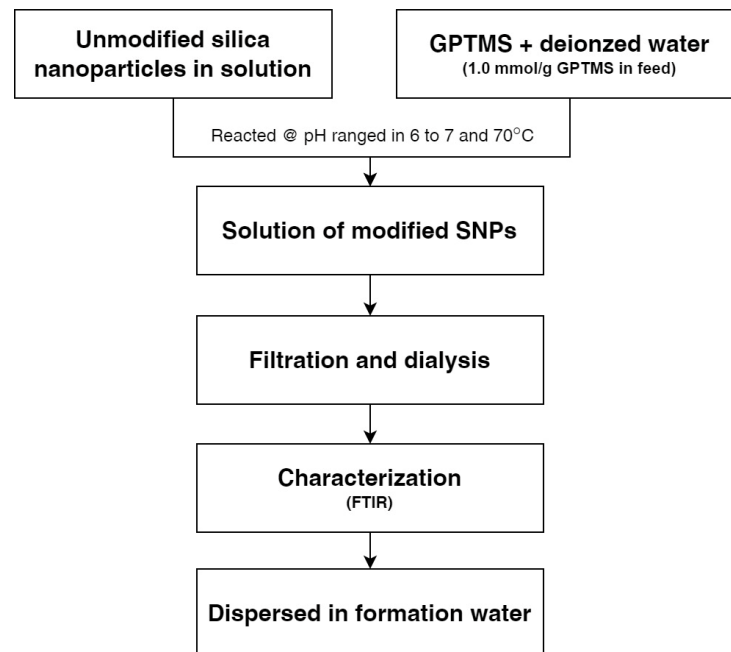 Unmodified silica
nanoparticles in solution
GPTMS + deionzed water
(1.0 mmol/g GPTMS in feed)
Reacted @ pH ranged in 6 to 7 and 70°C
Solution of modified SNPs
Filtration and dialysis
Characterization
(FTIR)
Dispersed in formation water